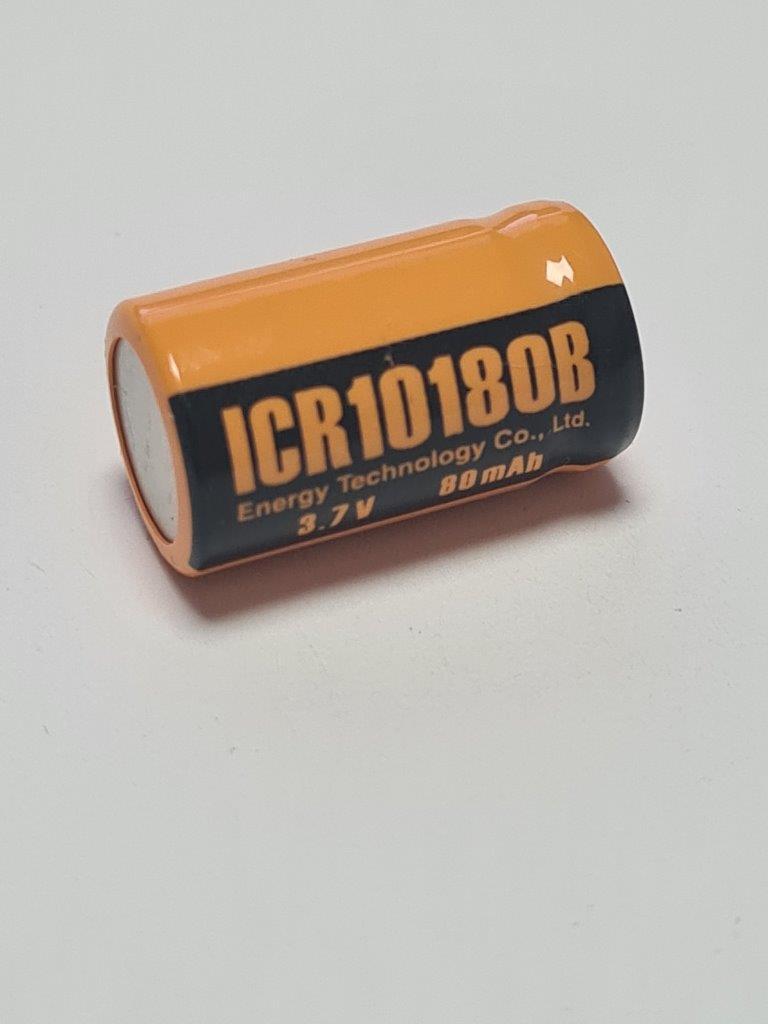 ICR10180B
Energy Technology Co., Ltd.
3.7V 80mAh